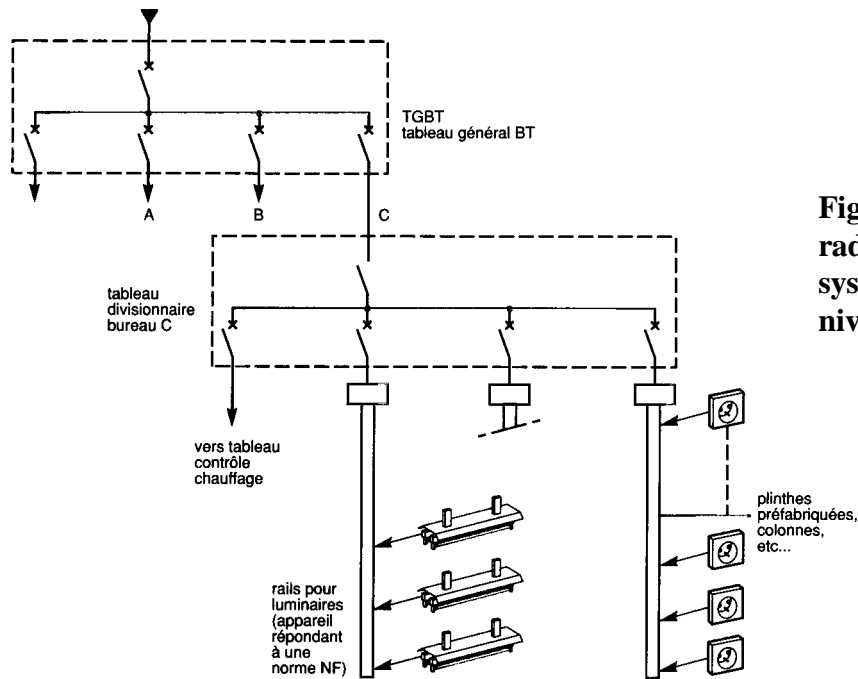 TGBT
tableau général BT
A
B
C
Fig
rad
sys
niv
tableau
divisionnaire
bureau C
vers tableau
contrôle
chauffage
plinthes
préfabriquées,
colonnes,
etc...
rails pour
luminaires
(appareil
répondant
à une
norme NF)